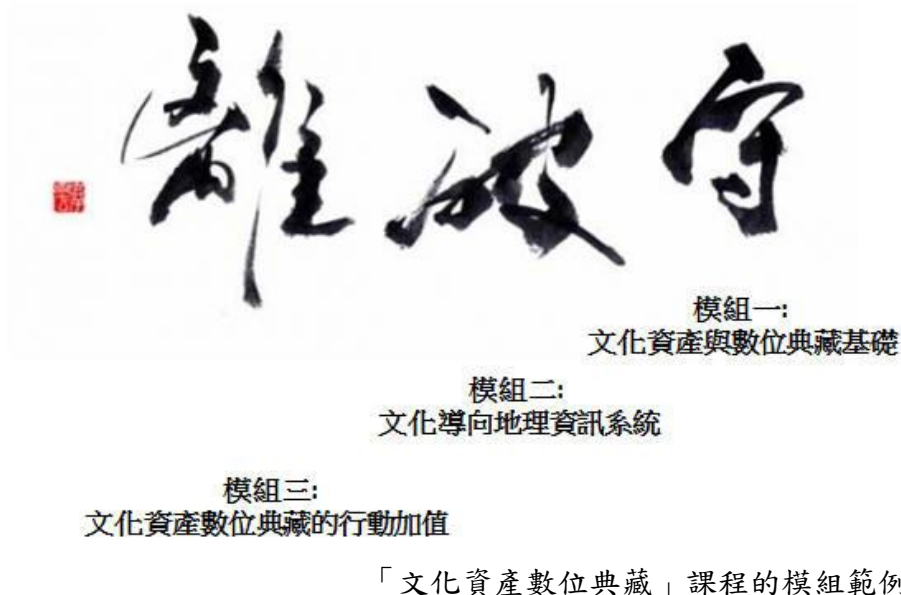 守破離
模組一:
文化資產與數位典藏基礎
模組二:
文化導向地理資訊系統
模組三:
文化資產數位典藏的行動加值
「文化資產數位典藏」課程的模組範例